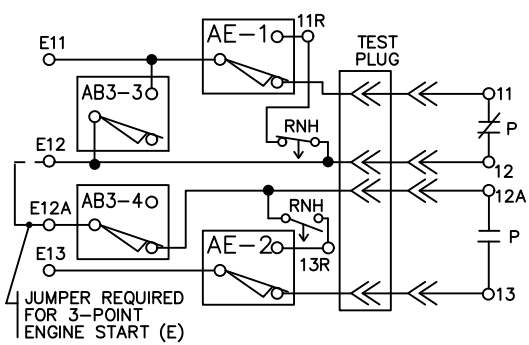 11R
E11
AE-1
TEST
PLUG
AB3-3
11
RNH
P
E12
12
AB3-4
12A
E12A
RNH
P
AE-2
E13
13R
13
JUMPER REQUIRED
FOR 3-POINT
ENGINE START (E)